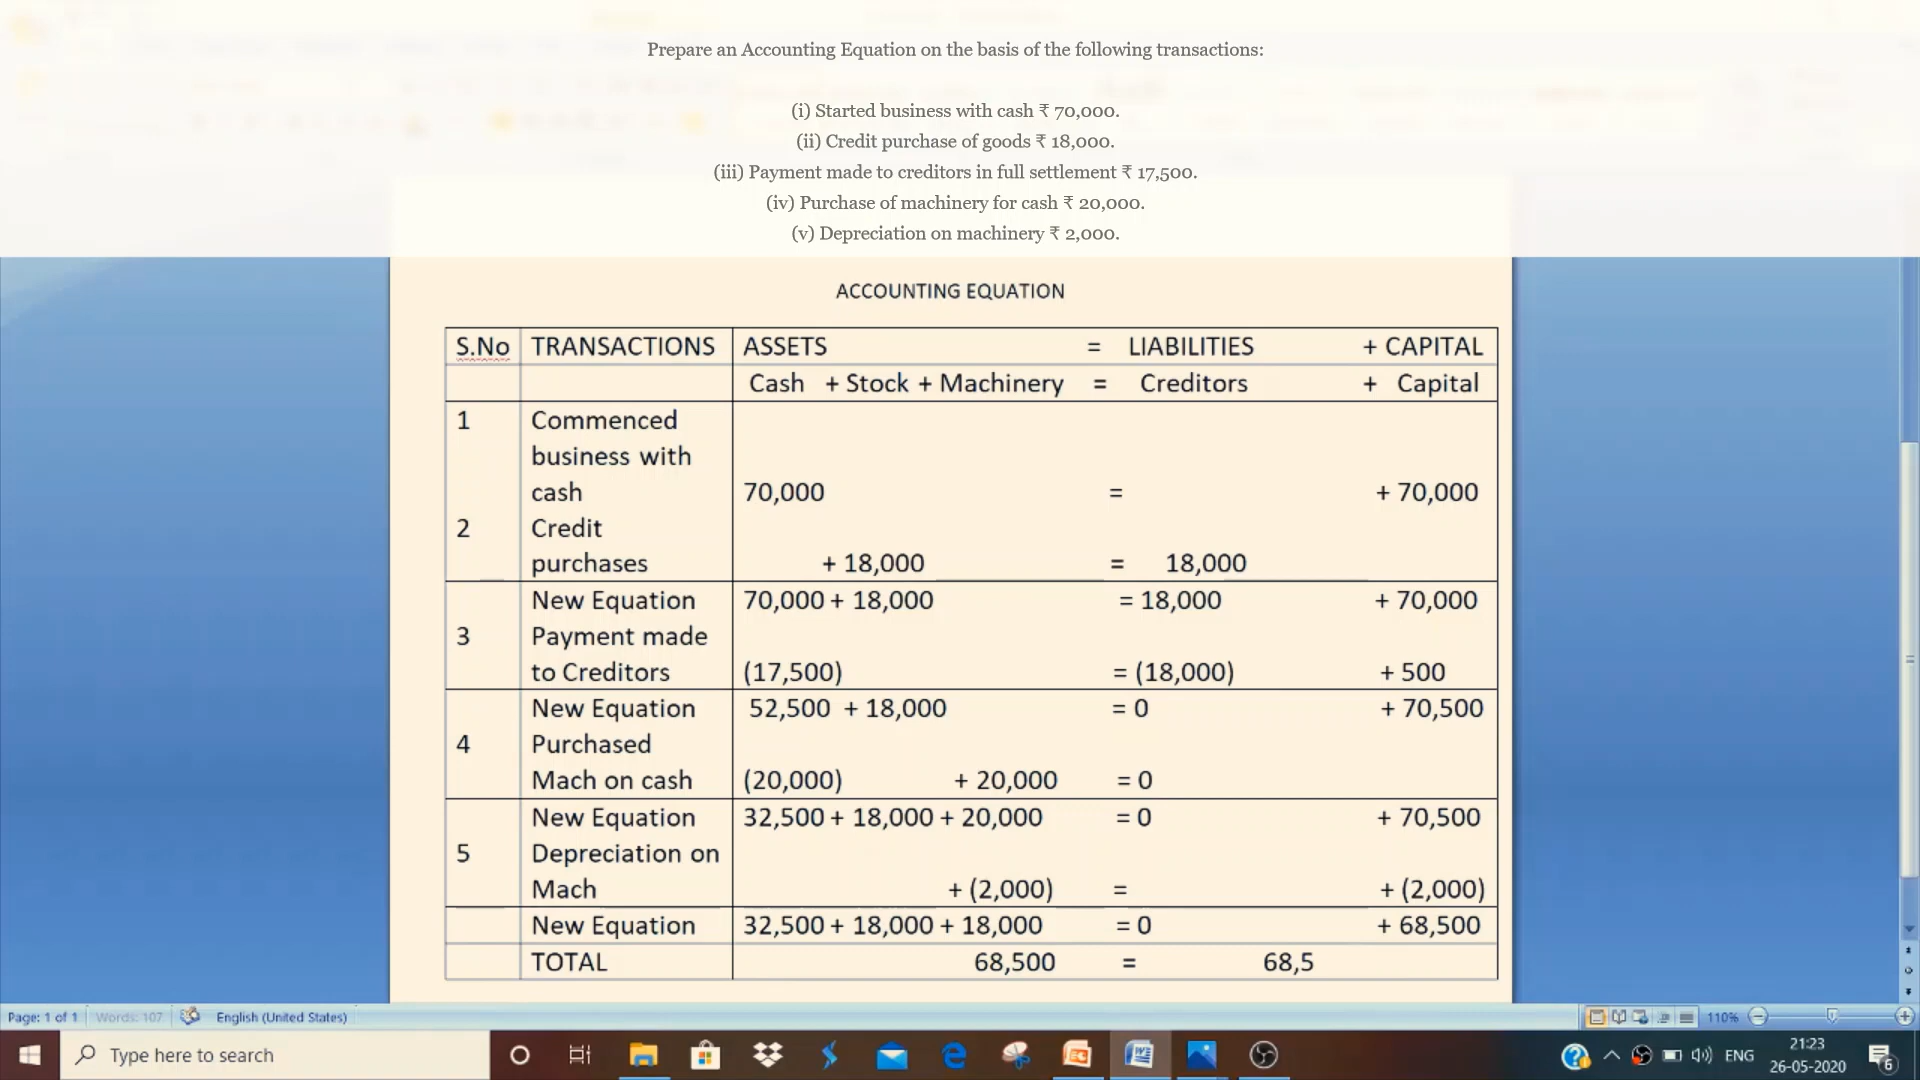 Prepare an Accounting Equation on the basis of the following transactions:
(i) Started business with cash ₹ 70,000.
(ii) Credit purchase of goods ₹ 18,000.
(iii) Payment made to creditors in full settlement ₹ 17,500.
(iv) Purchase of machinery for cash ₹ 20,000.
(v) Depreciation on machinery ₹ 2,000.
ACCOUNTING EQUATION
S.No TRANSACTIONS ASSETS = LIABILITIES + CAPITAL
Cash + Stock + Machinery = Creditors + Capital
1 Commenced
business with
cash 70,000 = + 70,000
2 Credit
purchases + 18,000 = 18,000
New Equation 70,000 + 18,000 = 18,000 + 70,000
3 Payment made
to Creditors (17,500) = (18,000) + 500
New Equation 52,500 + 18,000 = 0 + 70,500
4 Purchased
Mach on cash (20,000) + 20,000 = 0
New Equation 32,500 + 18,000 + 20,000 = 0 + 70,500
5 Depreciation on
Mach + (2,000) = + (2,000)
New Equation 32,500 + 18,000 + 18,000 = 0 + 68,500
TOTAL 68,500 = 68,5
Page: 1 of 1 Words: 107 English (United States) 110%
Type here to search ENG 21:23
26-05-2020 6